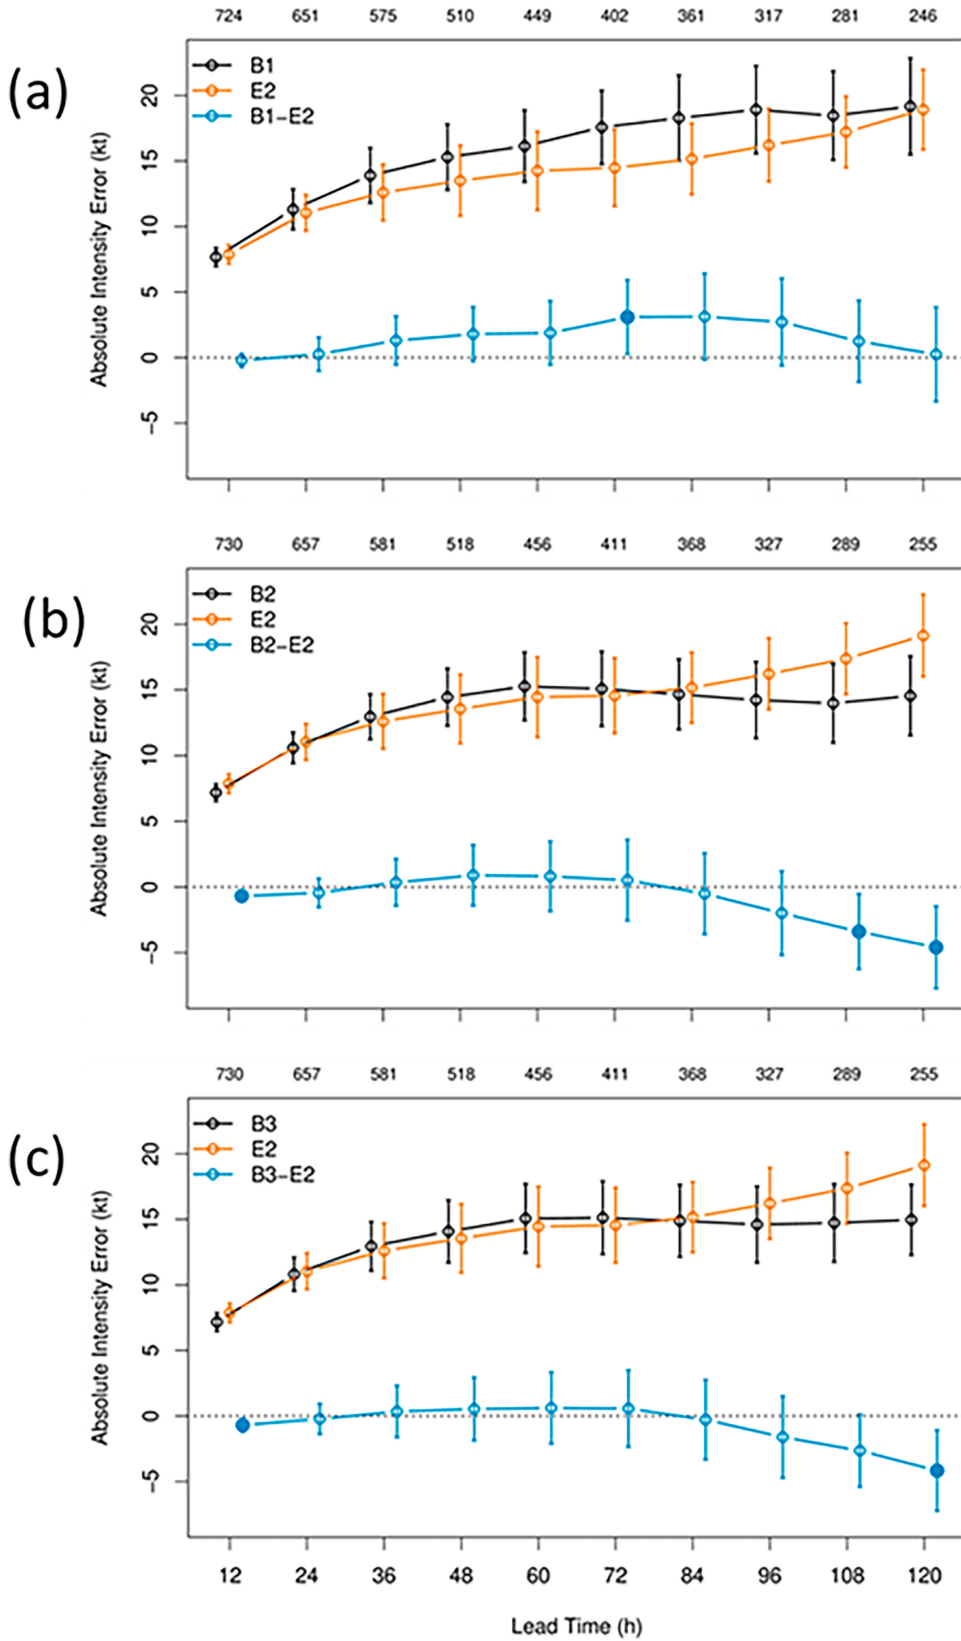 724 651 575 510 449 402 361 317 281 246
(a)
B1
E2
B1-E2
Absolute Intensity Error (kt)
20
15
10
5
0
-5
730 657 581 518 456 411 368 327 289 255
(b)
B2
E2
B2-E2
Absolute Intensity Error (kt)
20
15
10
5
0
-5
730 657 581 518 456 411 368 327 289 255
(c)
B3
E2
B3-E2
Absolute Intensity Error (kt)
20
15
10
5
0
-5
12 24 36 48 60 72 84 96 108 120
Lead Time (h)